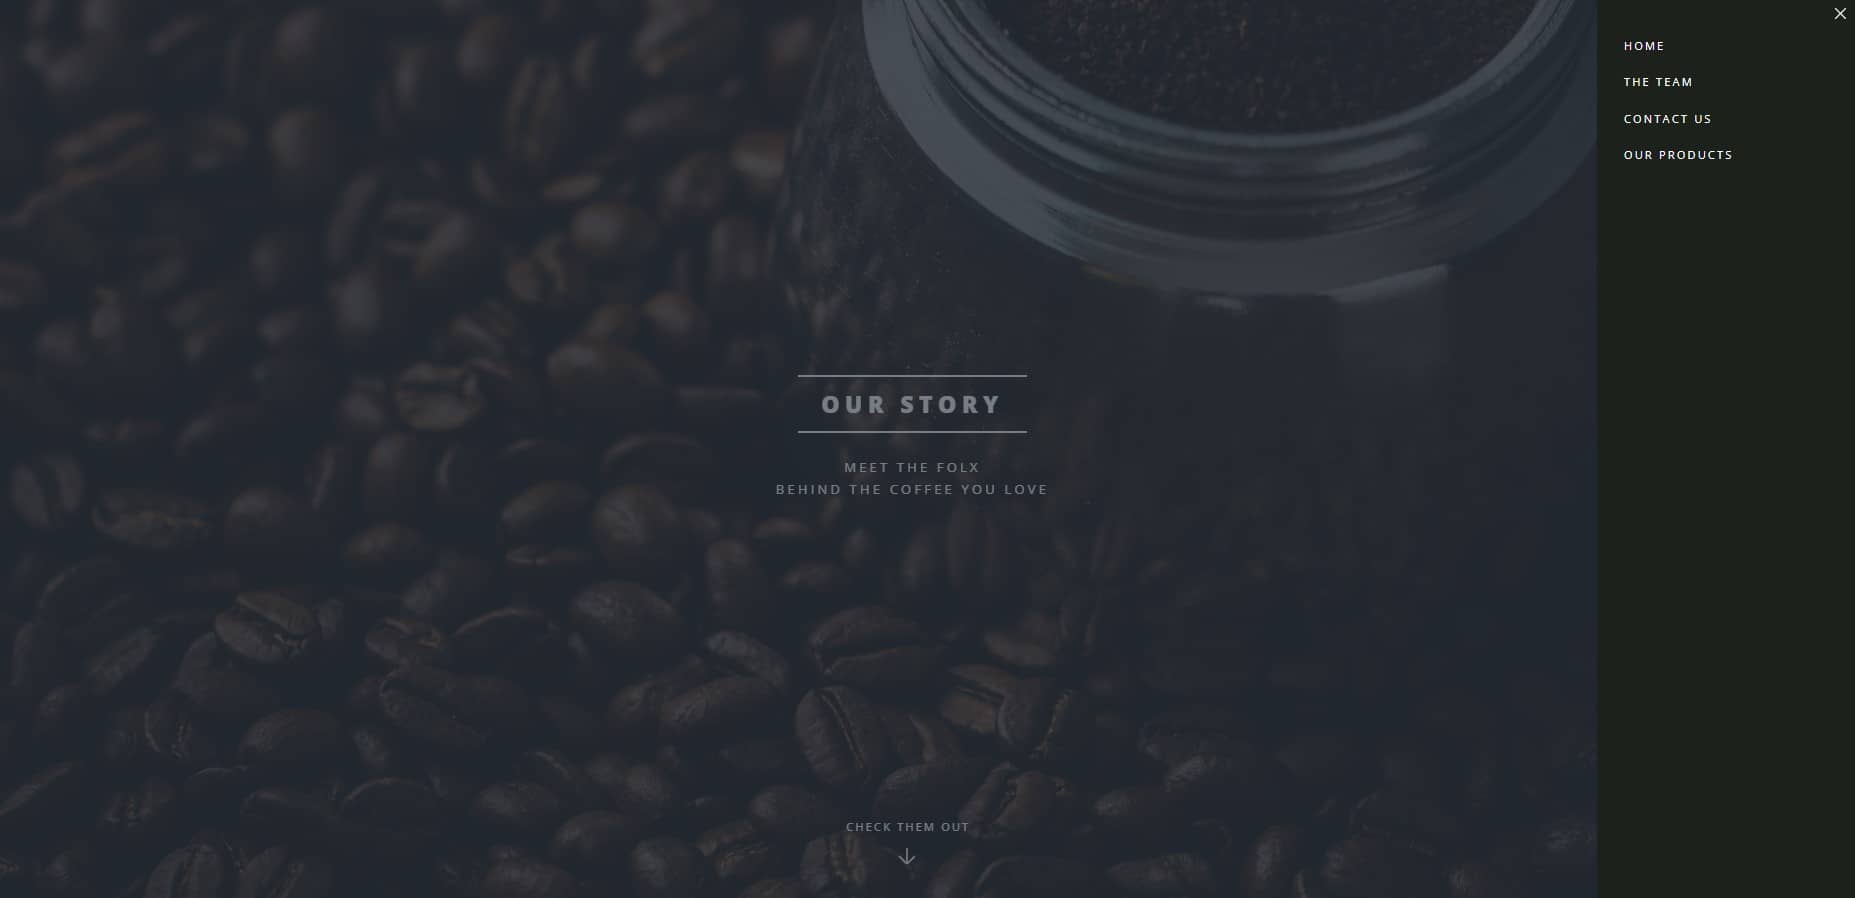 HOME
THE TEAM
CONTACT US
OUR PRODUCTS
OUR STORY
MEET THE FOLX
BEHIND THE COFFEE YOU LOVE
CHECK THEM OUT